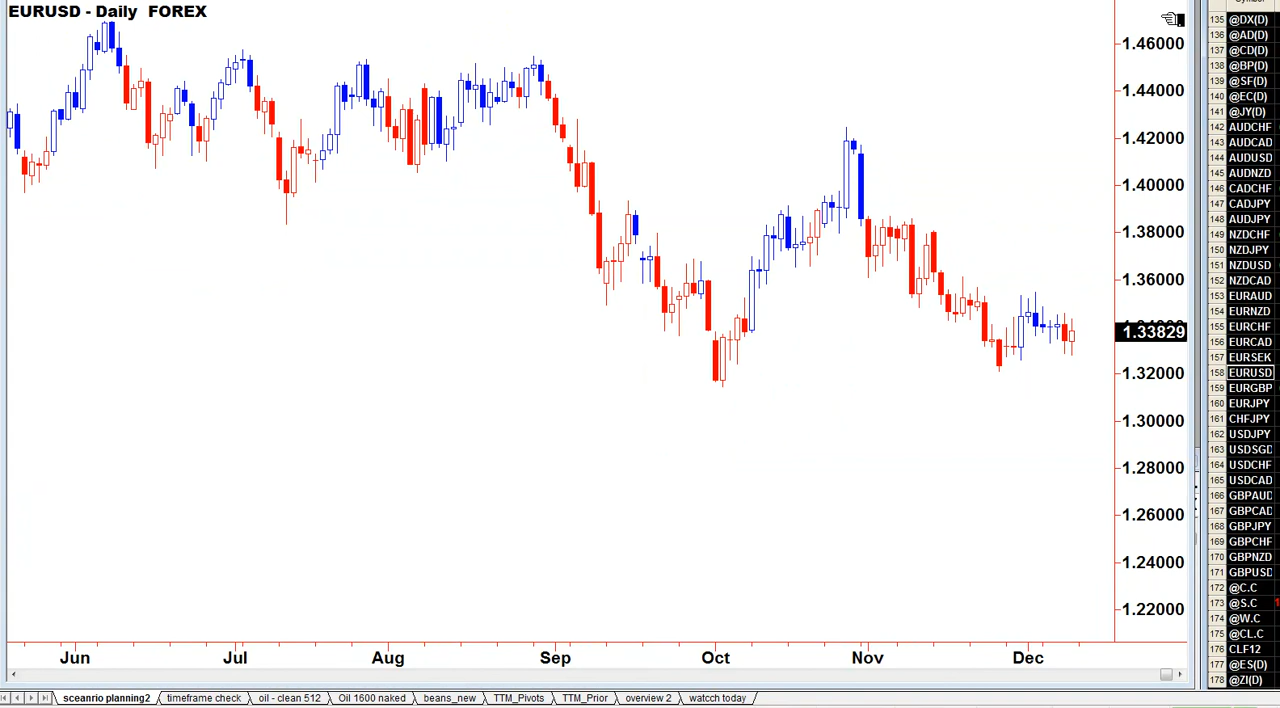 EURUSD - Daily FOREX
1.46000
1.44000
1.42000
1.40000
1.38000
1.36000
1.33829
1.32000
1.30000
1.28000
1.26000
1.24000
1.22000
Jun Jul Aug Sep Oct Nov Dec
sceanrio planning2 timeframe check oil - clean 512 Oil 1600 naked beans_new TTM_Pivots TTM_Prior overview 2 watch today
135 @DX(D)
136 @AD(D)
137 @CD(D)
138 @BP(D)
139 @SF(D)
140 @EC(D)
141 @JY(D)
142 AUDCHF
143 AUDCAD
144 AUDUSD
145 AUDNZD
146 CADCHF
147 CADJPY
148 AUDJPY
149 NZDCHF
150 NZDJPY
151 NZDUSD
152 NZDCAD
153 EURAUD
154 EURNZD
155 EURCHF
156 EURCAD
157 EURSEK
158 EURUSD
159 EURGBP
160 EURJPY
161 CHFJPY
162 USDJPY
163 USDSGD
164 USDCHF
165 USDCAD
166 GBPAUD
167 GBPCAD
168 GBPJPY
169 GBPCHF
170 GBPNZD
171 GBPUSD
172 @C.C
173 @S.C
174 @W.C
175 @CL.C
176 CLF12
177 @ES(D)
178 @ZI(D)